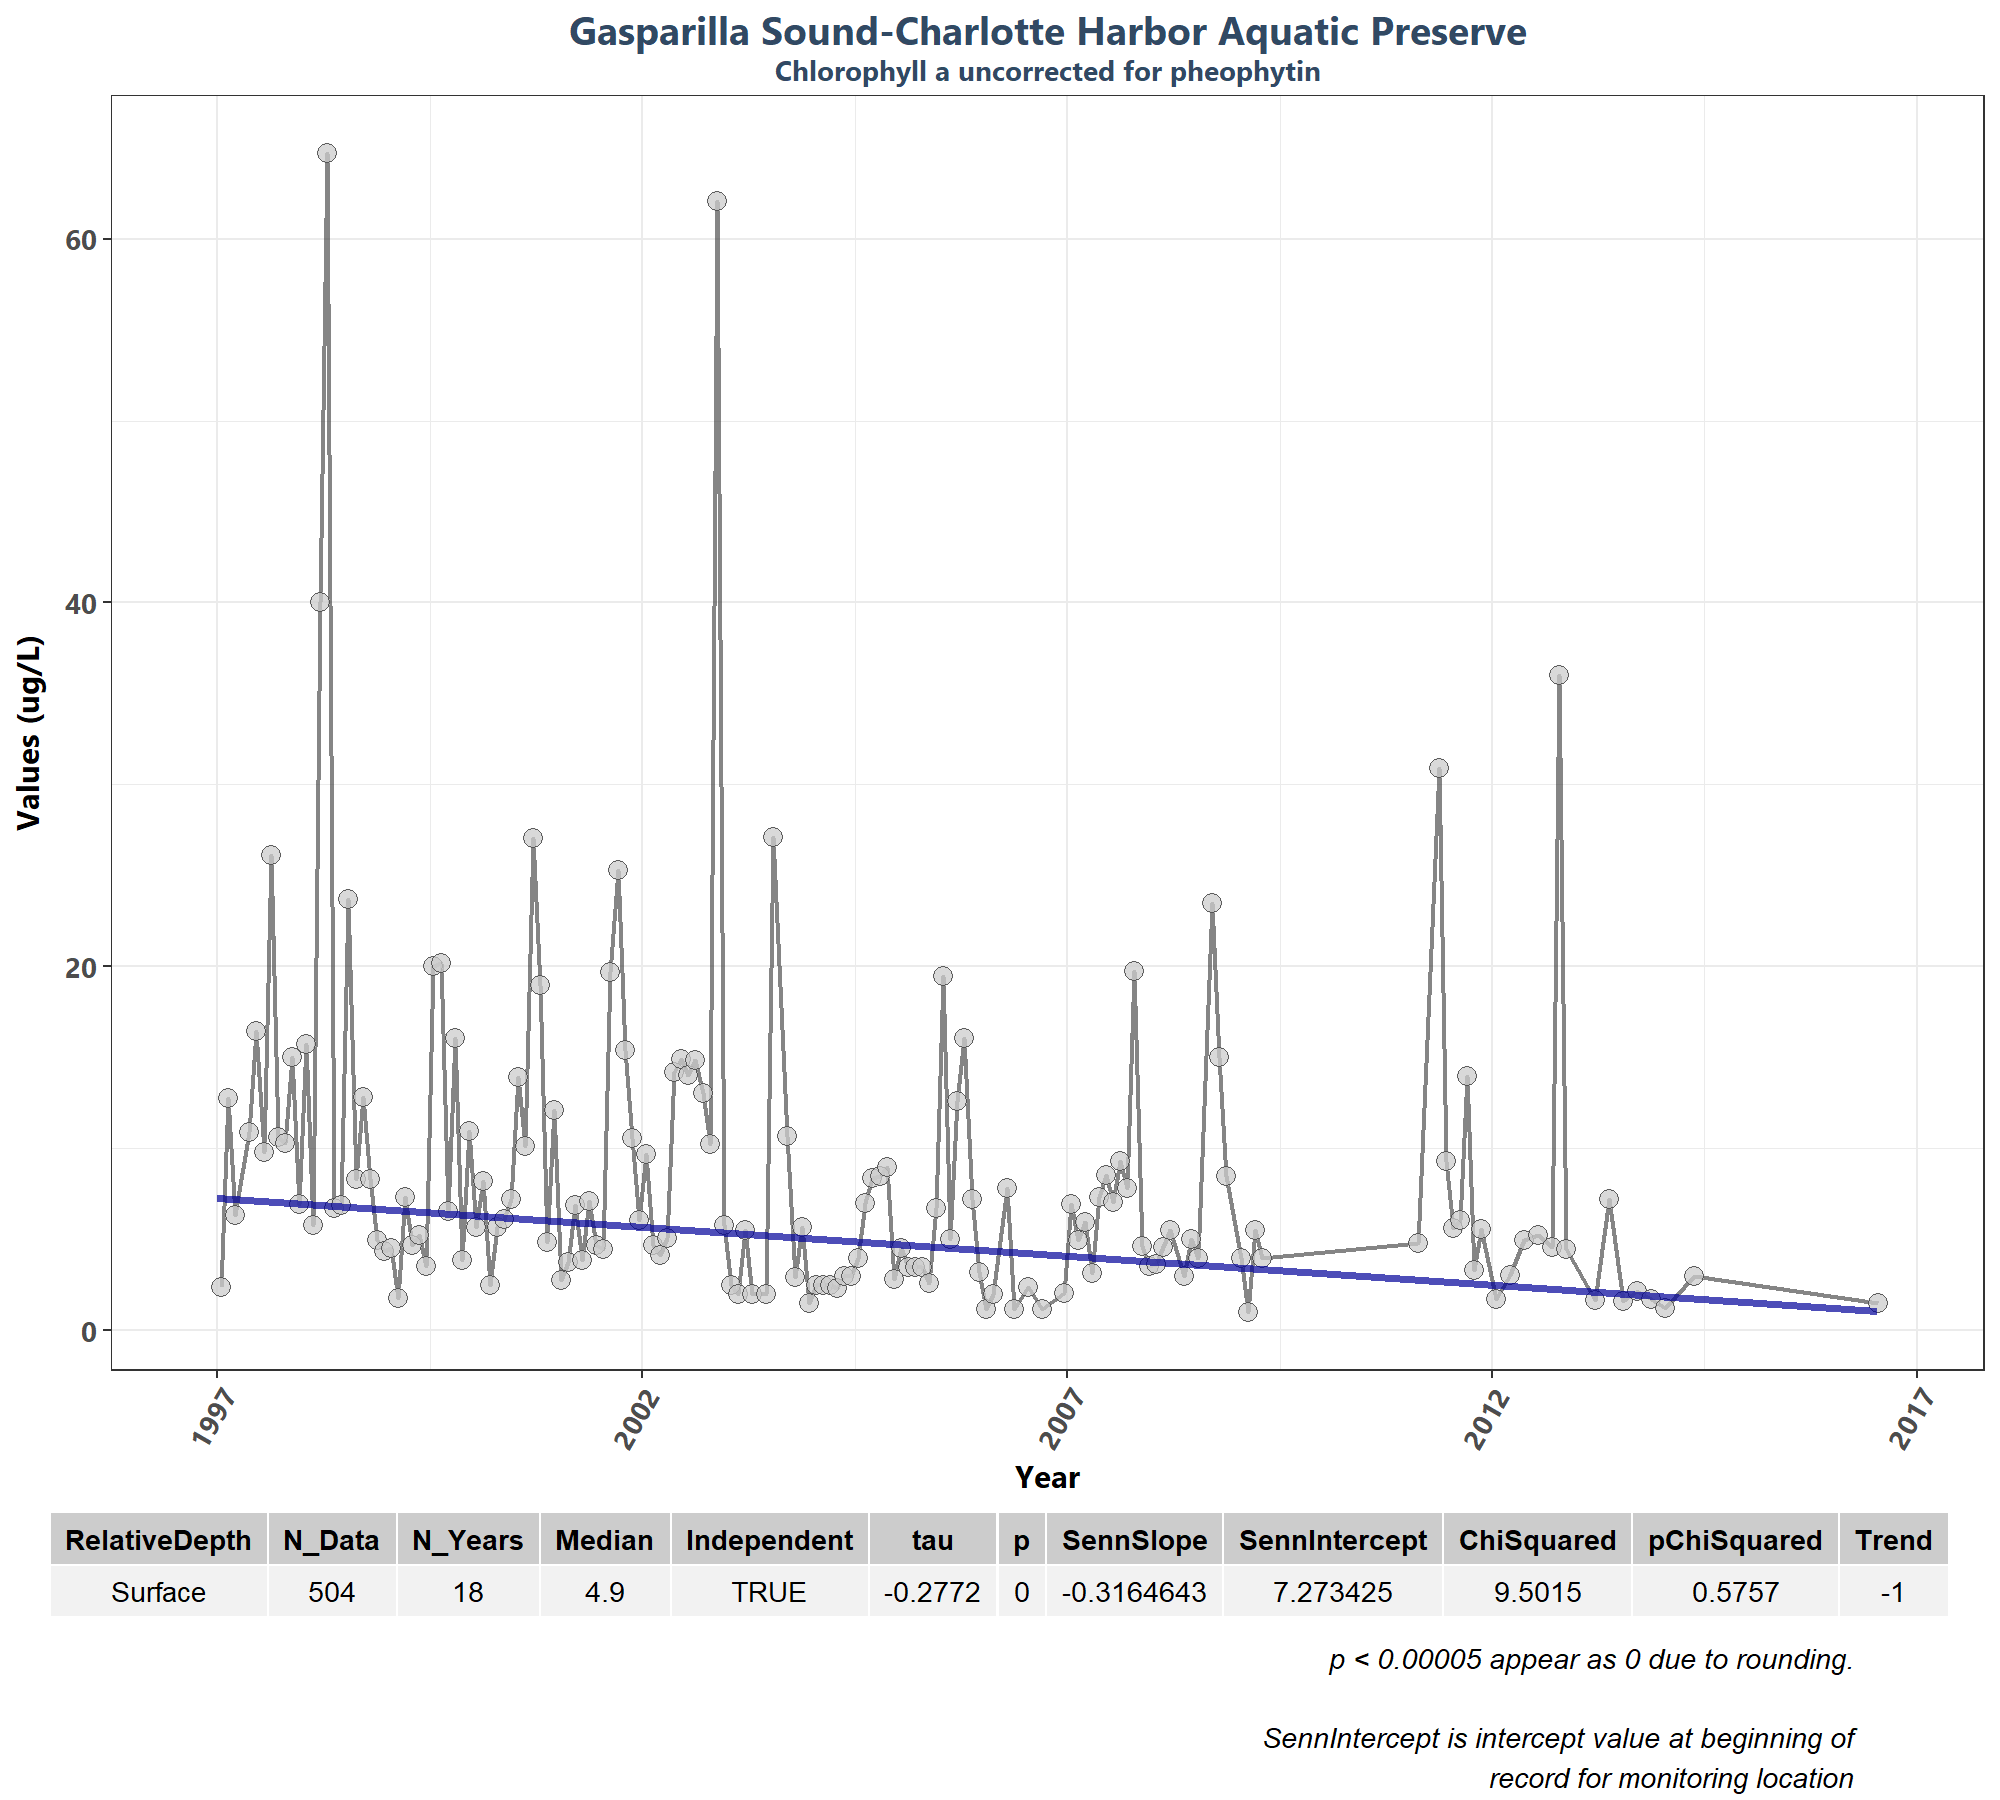 Gasparilla Sound-Charlotte Harbor Aquatic Preserve
Chlorophyll a uncorrected for pheophytin
Values (ug/L)
60
40
20
0
1997
2002
2007
2012
2017
Year
RelativeDepth N_Data N_Years Median Independent tau p SennSlope SennIntercept ChiSquared pChiSquared Trend
Surface 504 18 4.9 TRUE -0.2772 0 -0.3164643 7.273425 9.5015 0.5757 -1
p < 0.00005 appear as 0 due to rounding.
SennIntercept is intercept value at beginning of
record for monitoring location